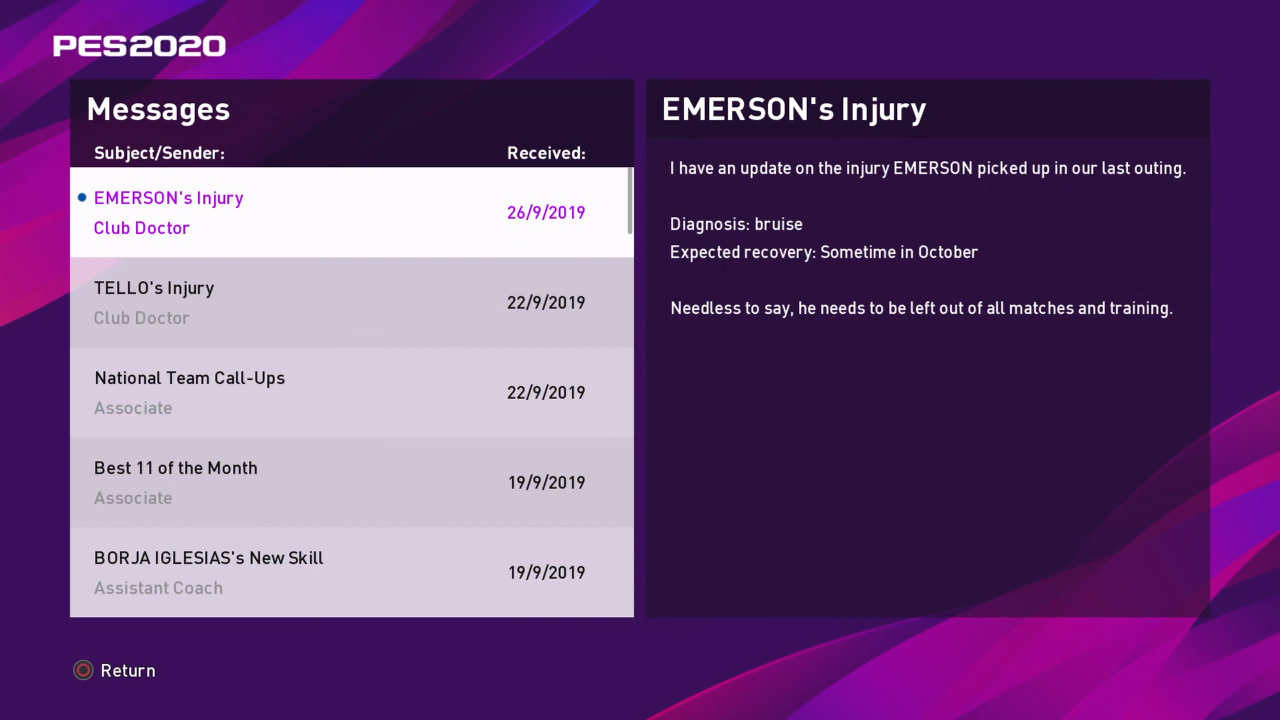 PES2020
Messages
Subject/Sender:
Received:
EMERSON's Injury
Club Doctor
26/9/2019
TELLO's Injury
Club Doctor
22/9/2019
National Team Call-Ups
Associate
22/9/2019
Best 11 of the Month
Associate
19/9/2019
BORJA IGLESIAS's New Skill
Assistant Coach
19/9/2019
EMERSON's Injury
I have an update on the injury EMERSON picked up in our last outing.
Diagnosis: bruise
Expected recovery: Sometime in October
Needless to say, he needs to be left out of all matches and training.
Return